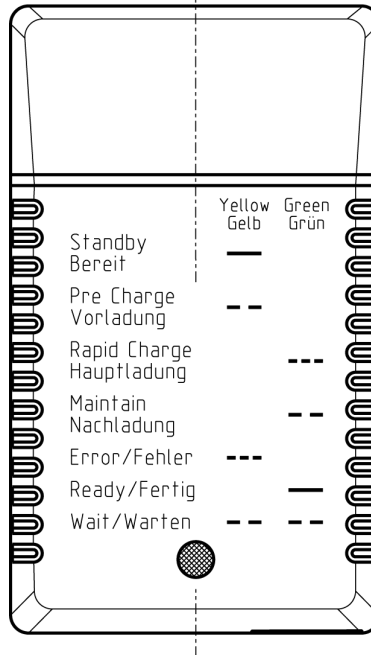 Yellow Green
Gelb Grün
Standby
Bereit
Pre Charge
Vorladung
Rapid Charge
Hauptladung
Maintain
Nachladung
Error/Fehler
Ready/Fertig
Wait/Warten